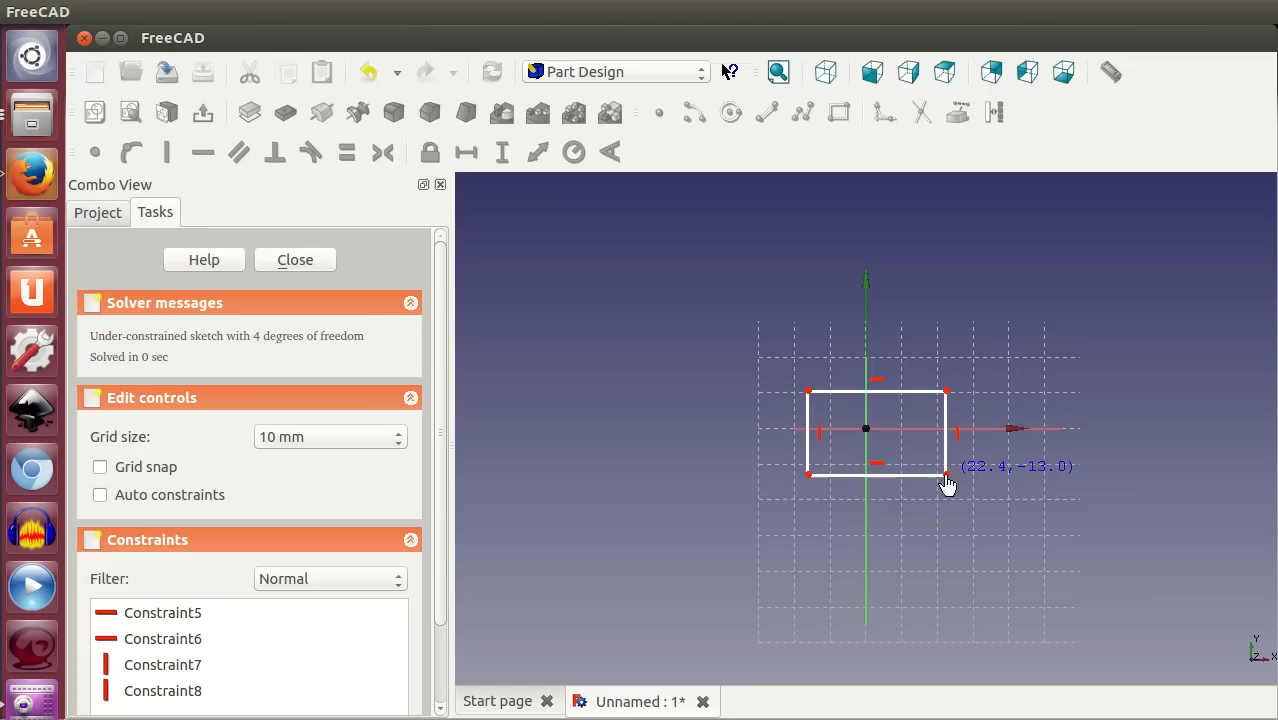 FreeCAD
FreeCAD
Part Design
Combo View
Project
Tasks
Help
Close
Solver messages
Under-constrained sketch with 4 degrees of freedom
Solved in 0 sec
Edit controls
Grid size:
10 mm
Grid snap
Auto constraints
Constraints
Filter:
Normal
Constraint5
Constraint6
Constraint7
Constraint8
(22.4,-13.0)
Y
Z
X
Start page
Unnamed : 1*